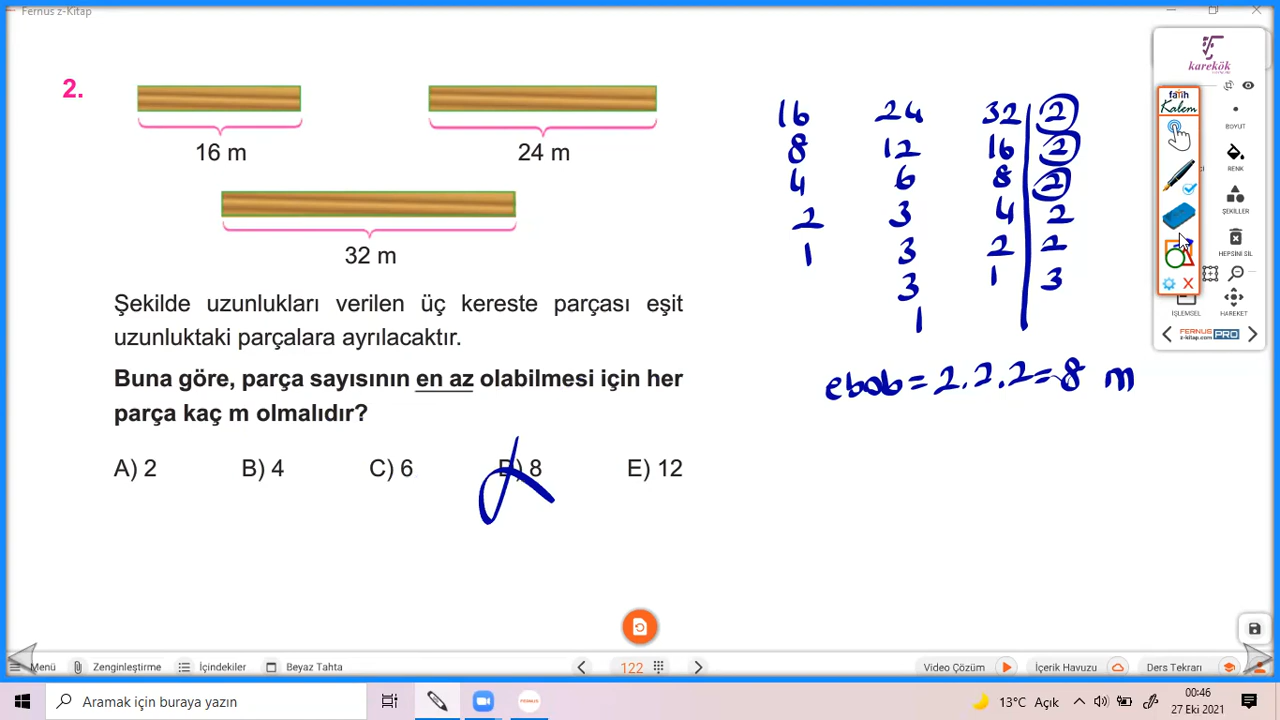 Fernus z-Kitap
2.
16 m
24 m
32 m
Şekilde uzunlukları verilen üç kereste parçası eşit
uzunluktaki parçalara ayrılacaktır.
Buna göre, parça sayısının en az olabilmesi için her
parça kaç m olmalıdır?
A) 2 B) 4 C) 6 D) 8 E) 12
16 24 32 2
8 12 16 2
4 6 8 2
2 3 4 2
1 3 2 2
3 1 3
1
ebob = 2.2.2 = 8 m
karekök
fatih
Kalem
BOYUT
RENK
ŞEKİLLER
HEPSİNİ SİL
İŞLEMSEL
HAREKET
FERNUS
z-kitap.com PRO
Menü Zenginleştirme İçindekiler Beyaz Tahta 122 Video Çözüm İçerik Havuzu Ders Tekrarı
Aramak için buraya yazın
FERNUS
13°C Açık
00:46
27 Eki 2021